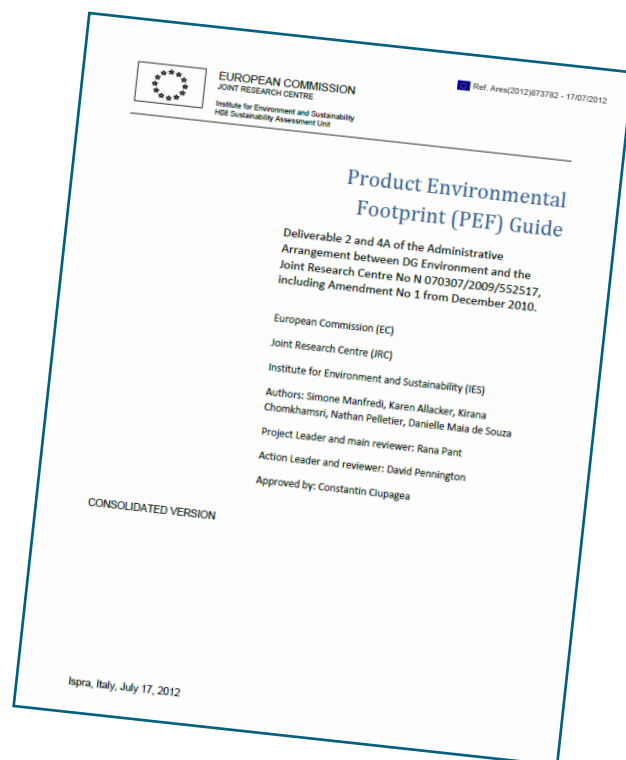 EUROPEAN COMMISSION
JOINT RESEARCH CENTRE
Institute for Environment and Sustainability
H08 Sustainability Assessment Unit
Ref. Ares(2012)873782 - 17/07/2012
Product Environmental
Footprint (PEF) Guide
Deliverable 2 and 4A of the Administrative
Arrangement between DG Environment and the
Joint Research Centre No N 070307/2009/552517,
including Amendment No 1 from December 2010.
European Commission (EC)
Joint Research Centre (JRC)
Institute for Environment and Sustainability (IES)
Authors: Simone Manfredi, Karen Allacker, Kirana
Chomkhamsri, Nathan Pelletier, Danielle Maia de Souza
Project Leader and main reviewer: Rana Pant
Action Leader and reviewer: David Pennington
Approved by: Constantin Ciupagea
CONSOLIDATED VERSION
Ispra, Italy, July 17, 2012